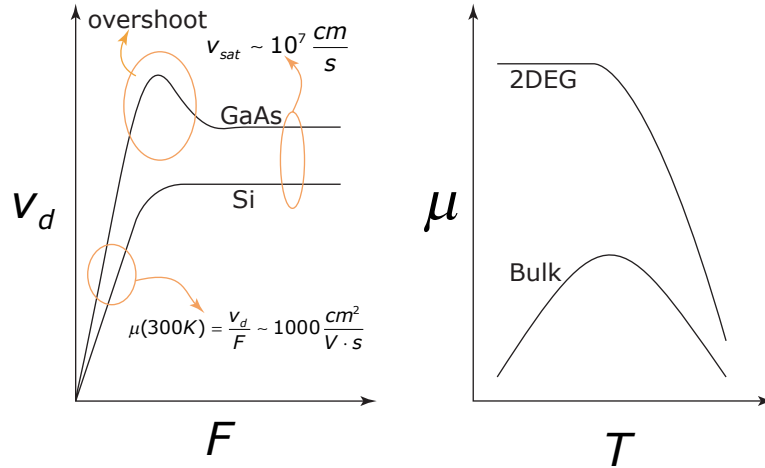 overshoot
v_sat ~ 10^7 cm/s
GaAs
Si
v_d
μ(300K) = v_d/F ~ 1000 cm^2/V · s
F
2DEG
μ
Bulk
T